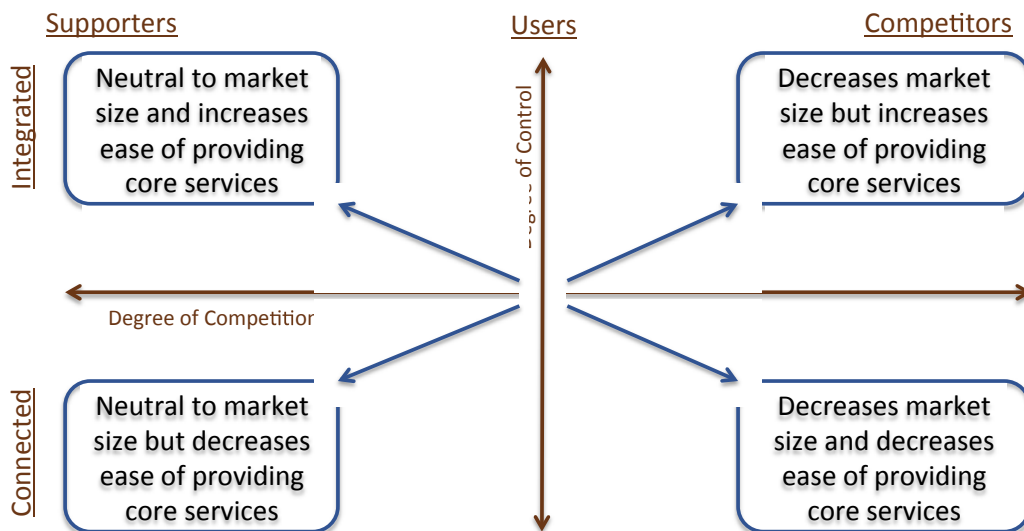 Supporters
Users
Competitors
Integrated
Neutral to market
size and increases
ease of providing
core services
Degree of Control
Decreases market
size but increases
ease of providing
core services
Degree of Competition
Connected
Neutral to market
size but decreases
ease of providing
core services
Decreases market
size and decreases
ease of providing
core services